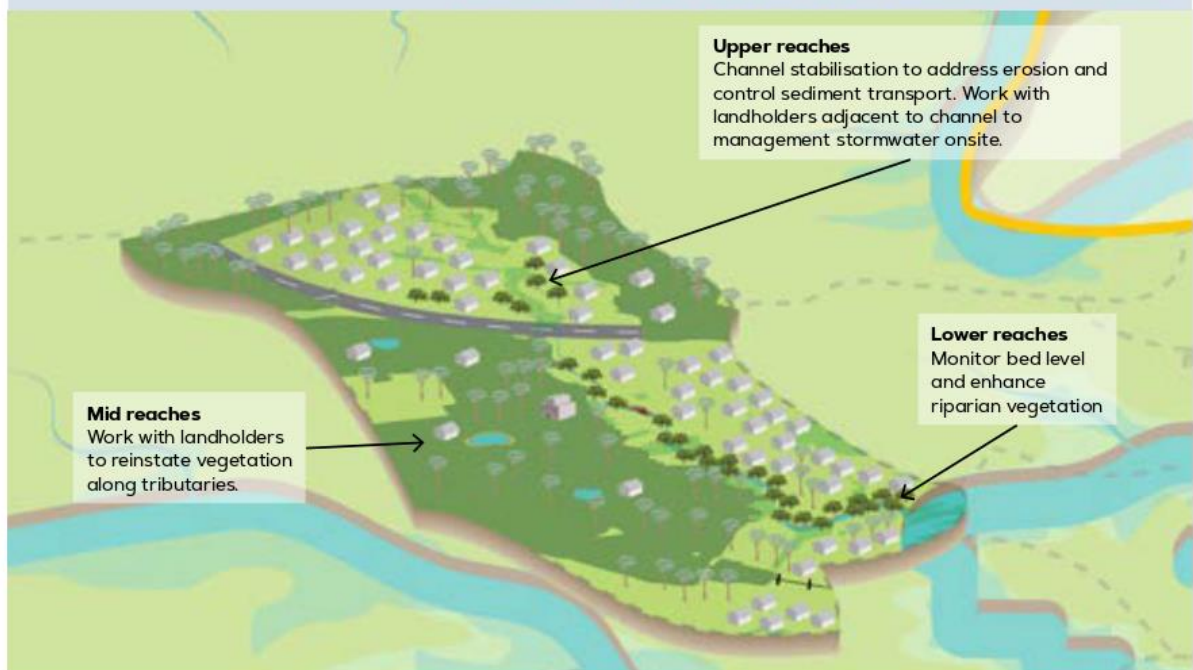 Upper reaches
Channel stabilisation to address erosion and
control sediment transport. Work with
landholders adjacent to channel to
management stormwater onsite.
Lower reaches
Monitor bed level
and enhance
riparian vegetation
Mid reaches
Work with landholders
to reinstate vegetation
along tributaries.